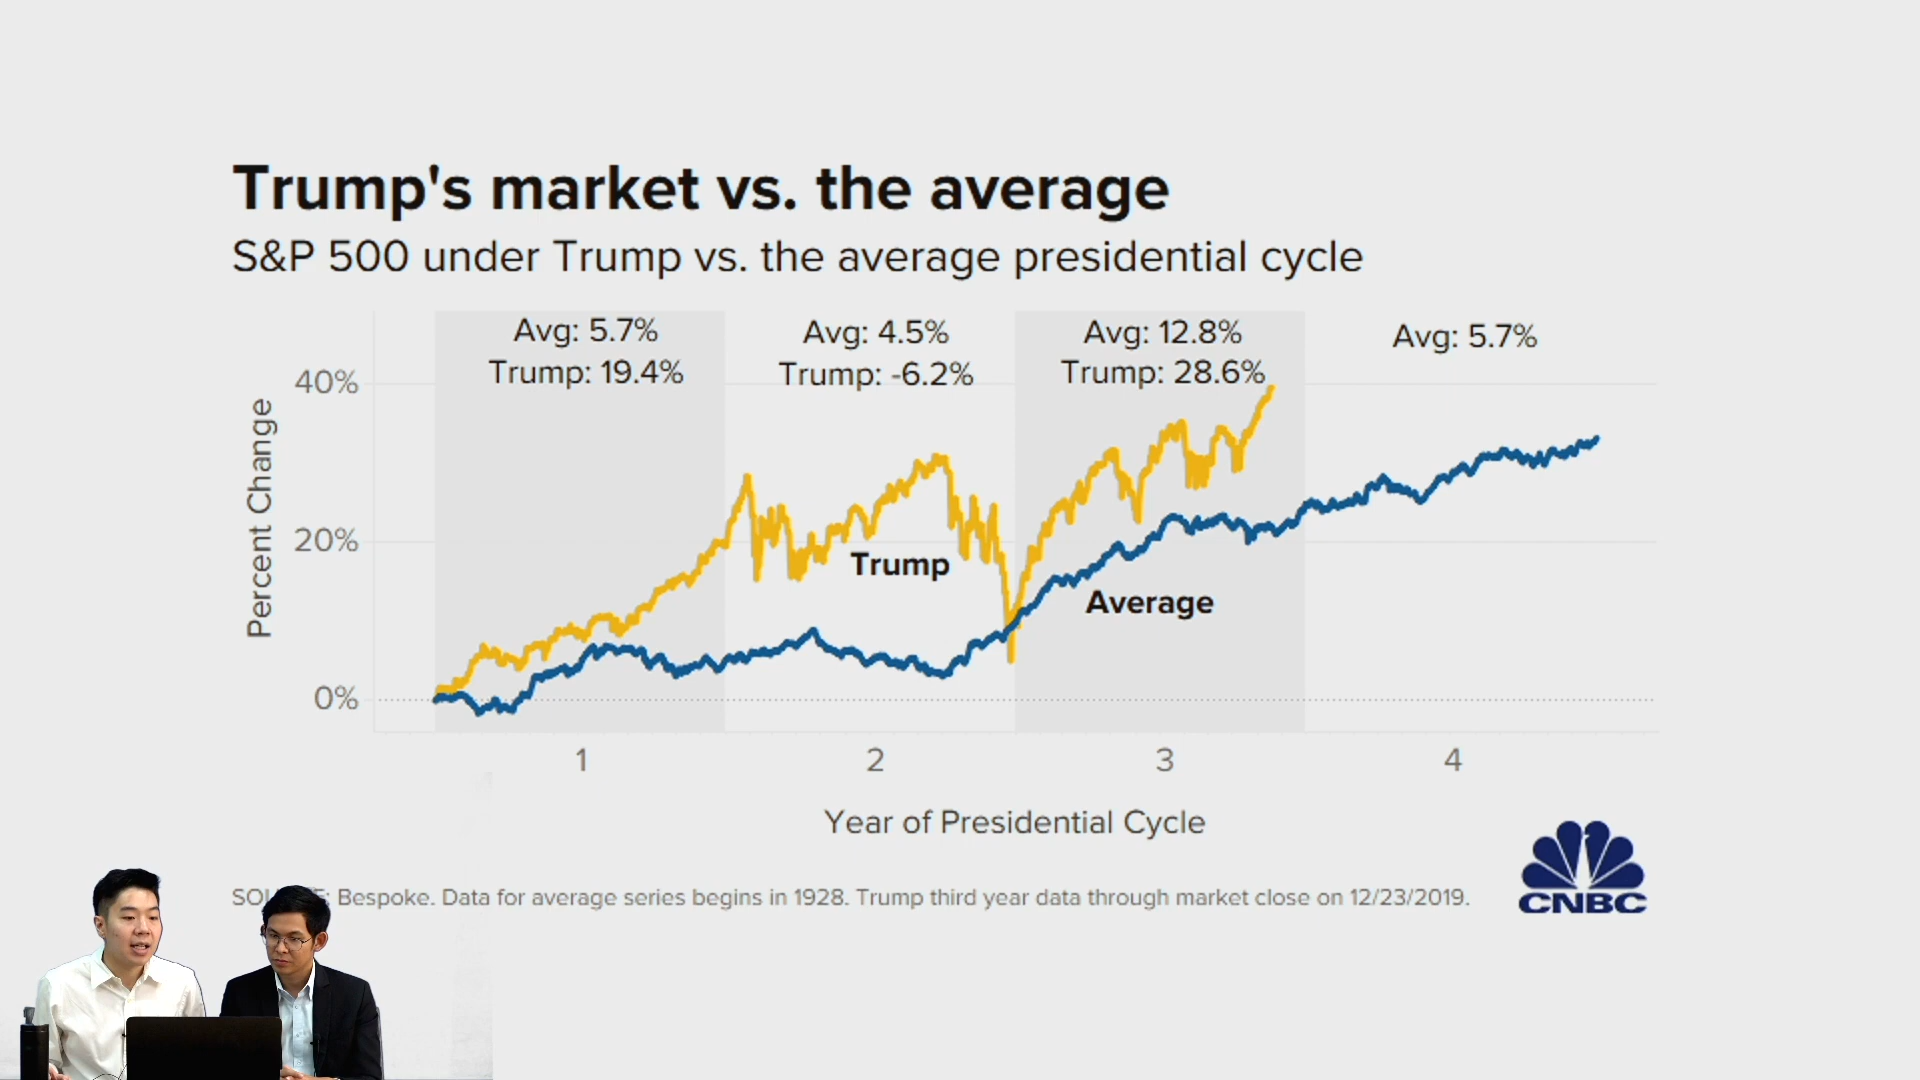 Trump's market vs. the average
S&P 500 under Trump vs. the average presidential cycle
Avg: 5.7%
Trump: 19.4%
Avg: 4.5%
Trump: -6.2%
Avg: 12.8%
Trump: 28.6%
Avg: 5.7%
Percent Change
40%
20%
0%
Trump
Average
1
2
3
4
Year of Presidential Cycle
Bespoke. Data for average series begins in 1928. Trump third year data through market close on 12/23/2019.
CNBC